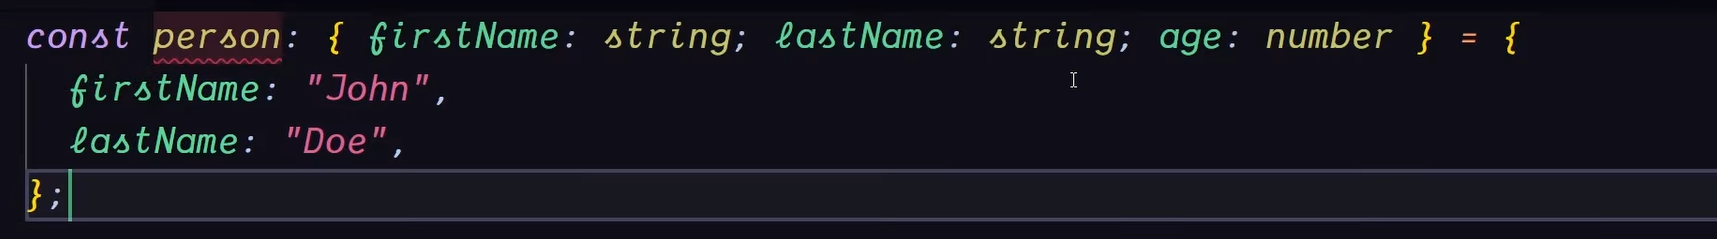 const person: { firstName: string; lastName: string; age: number } = {
  firstName: "John",
  lastName: "Doe",
};